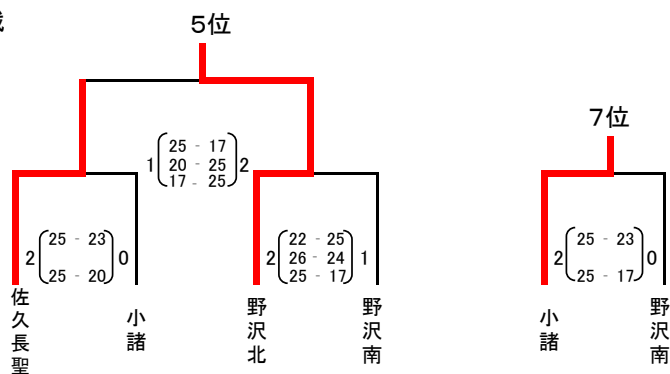 5位
7位
1 25 - 17 2
20 - 25
17 - 25
2 25 - 23 0
25 - 20
2 22 - 25 1
26 - 24
25 - 17
2 25 - 23 0
25 - 17
佐久長聖
小諸
野沢北
野沢南
小諸
野沢南